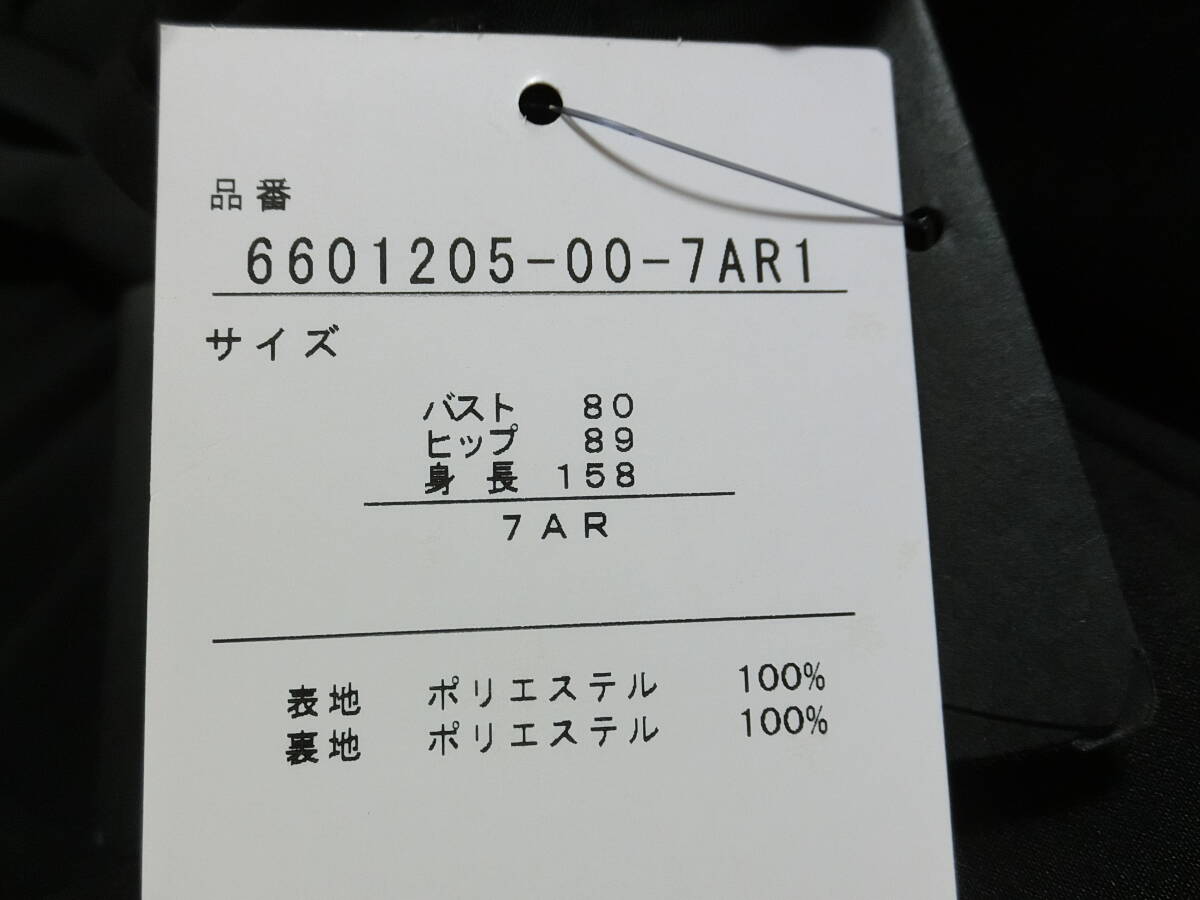 品番
6601205-00-7AR1
サイズ
バスト 80
ヒップ 89
身長 158
7AR
表地 ポリエステル 100%
裏地 ポリエステル 100%